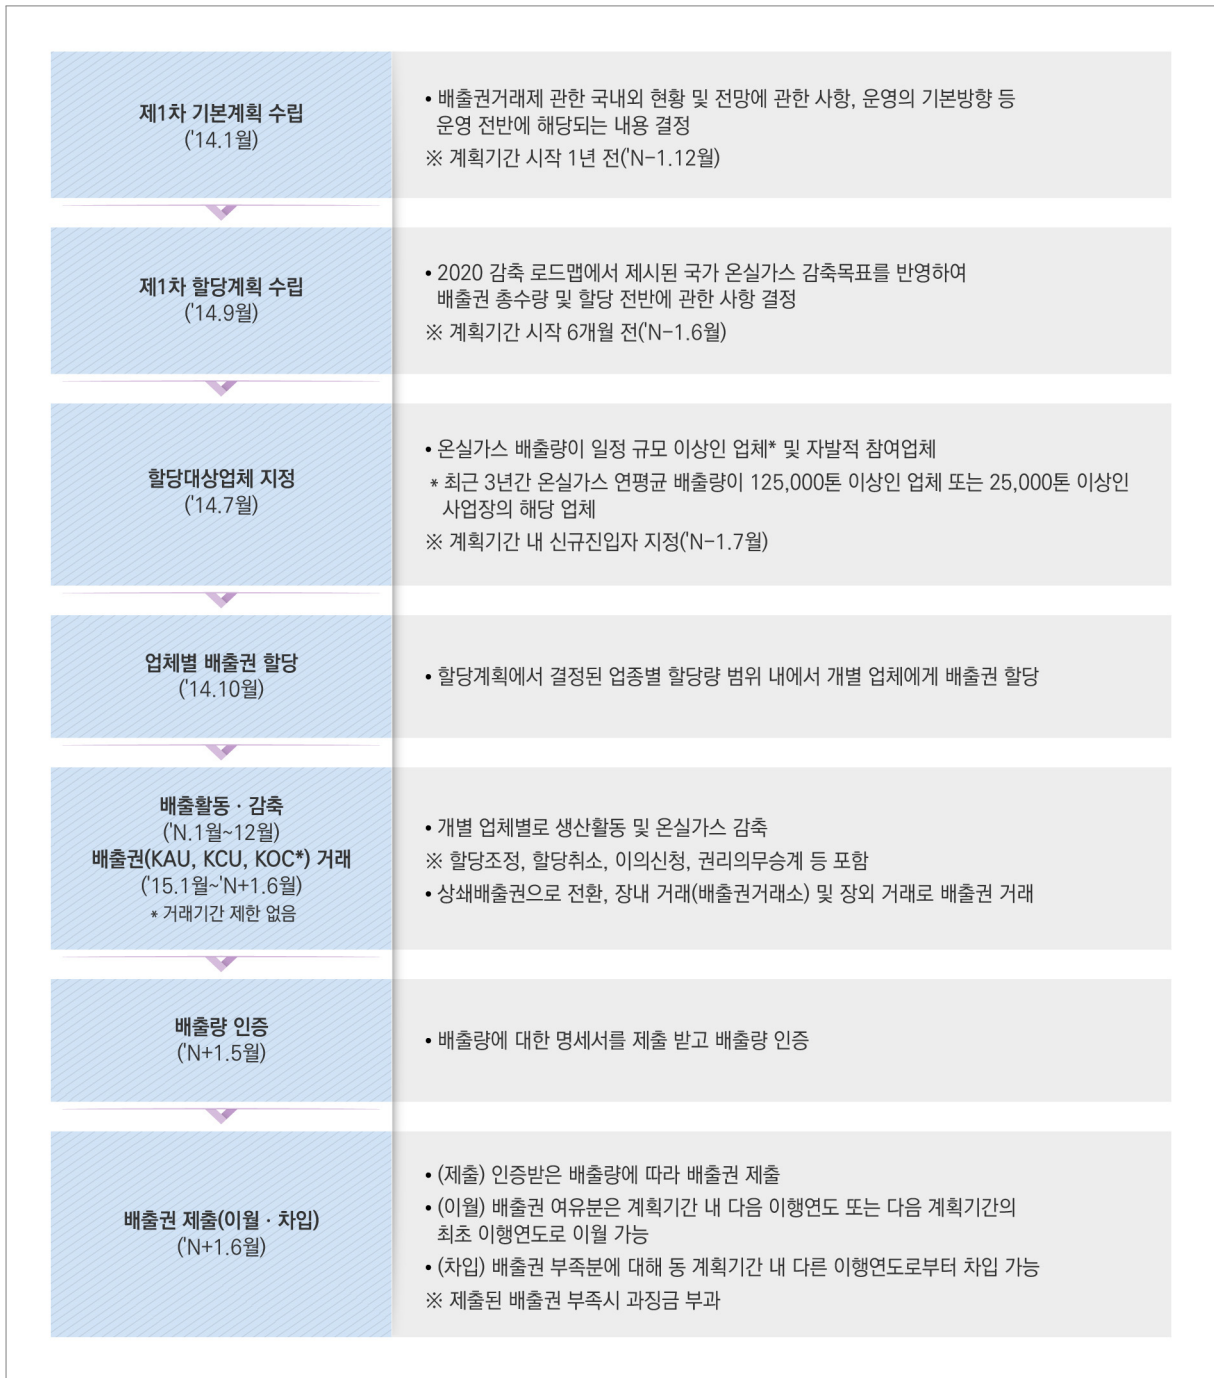 제1차 기본계획 수립
('14.1월)
• 배출권거래제 관한 국내외 현황 및 전망에 관한 사항, 운영의 기본방향 등
운영 전반에 해당되는 내용 결정
※ 계획기간 시작 1년 전('N-1.12월)
제1차 할당계획 수립
('14.9월)
• 2020 감축 로드맵에서 제시된 국가 온실가스 감축목표를 반영하여
배출권 총수량 및 할당 전반에 관한 사항 결정
※ 계획기간 시작 6개월 전('N-1.6월)
할당대상업체 지정
('14.7월)
• 온실가스 배출량이 일정 규모 이상인 업체* 및 자발적 참여업체
* 최근 3년간 온실가스 연평균 배출량이 125,000톤 이상인 업체 또는 25,000톤 이상인
사업장의 해당 업체
※ 계획기간 내 신규진입자 지정('N-1.7월)
업체별 배출권 할당
('14.10월)
• 할당계획에서 결정된 업종별 할당량 범위 내에서 개별 업체에게 배출권 할당
배출활동 · 감축
('N.1월~12월)
배출권(KAU, KCU, KOC*) 거래
('15.1월~'N+1.6월)
* 거래기간 제한 없음
• 개별 업체별로 생산활동 및 온실가스 감축
※ 할당조정, 할당취소, 이의신청, 권리의무승계 등 포함
• 상쇄배출권으로 전환, 장내 거래(배출권거래소) 및 장외 거래로 배출권 거래
배출량 인증
('N+1.5월)
• 배출량에 대한 명세서를 제출 받고 배출량 인증
배출권 제출(이월 · 차입)
('N+1.6월)
• (제출) 인증받은 배출량에 따라 배출권 제출
• (이월) 배출권 여유분은 계획기간 내 다음 이행연도 또는 다음 계획기간의
최초 이행연도로 이월 가능
• (차입) 배출권 부족분에 대해 동 계획기간 내 다른 이행연도로부터 차입 가능
※ 제출된 배출권 부족시 과징금 부과